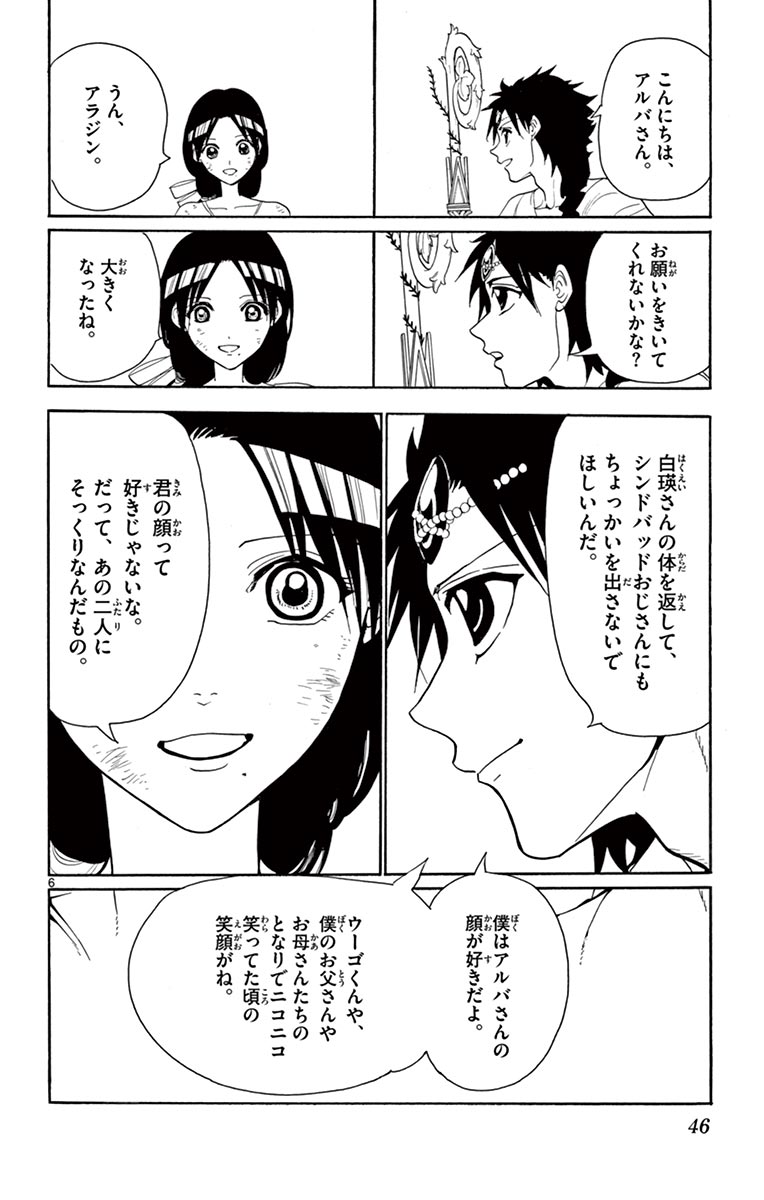 こんにちは、
アルバさん。
うん、
アラジン。
お願いをきいて
くれないかな？
大きく
なったね。
白瑛さんの体を返して、
シンドバッドおじさんにも
ちょっかいを出さないで
ほしいんだ。
君の顔って
好きじゃないな。
だって、あの二人に
そっくりなんだもの。
僕はアルバさんの
顔が好きだよ。
ウーゴくんや、
僕のお父さんや
お母さんたちの
となりでニコニコ
笑ってた頃の
笑顔がね。
6
46